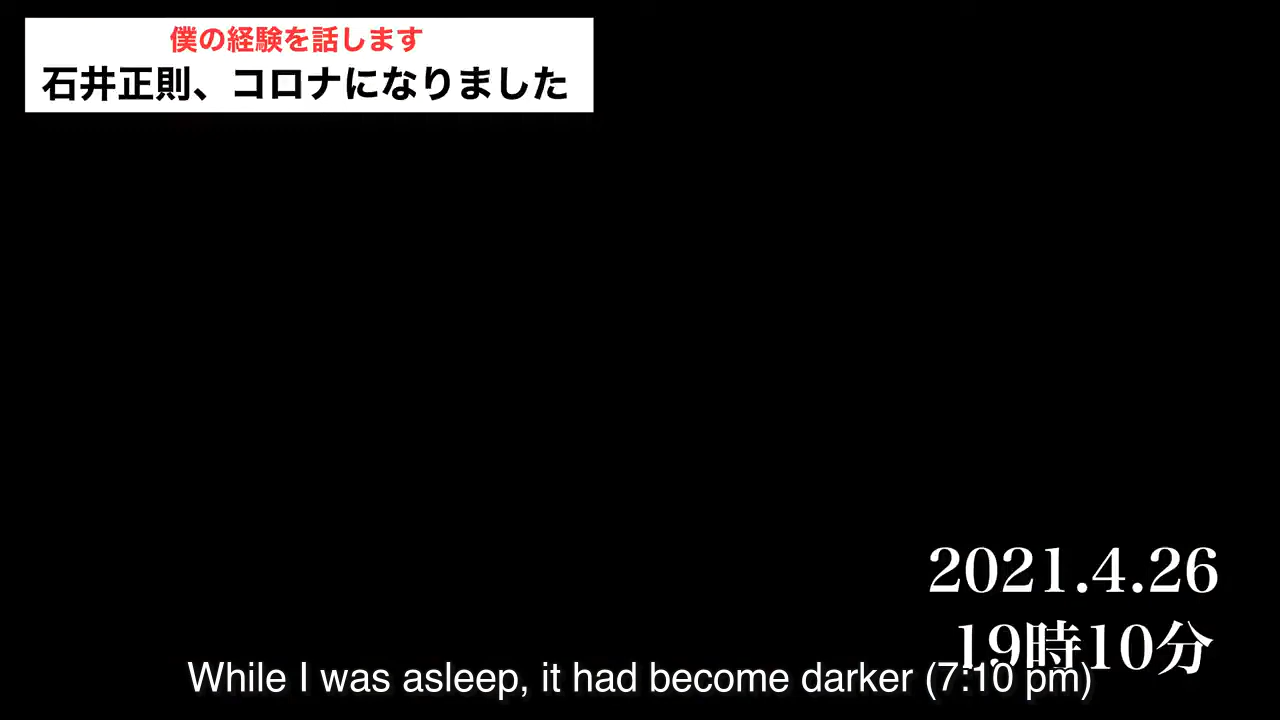 僕の経験を話します
石井正則、コロナになりました
2021.4.26
19時10分
While I was asleep, it had become darker (7:10 pm)